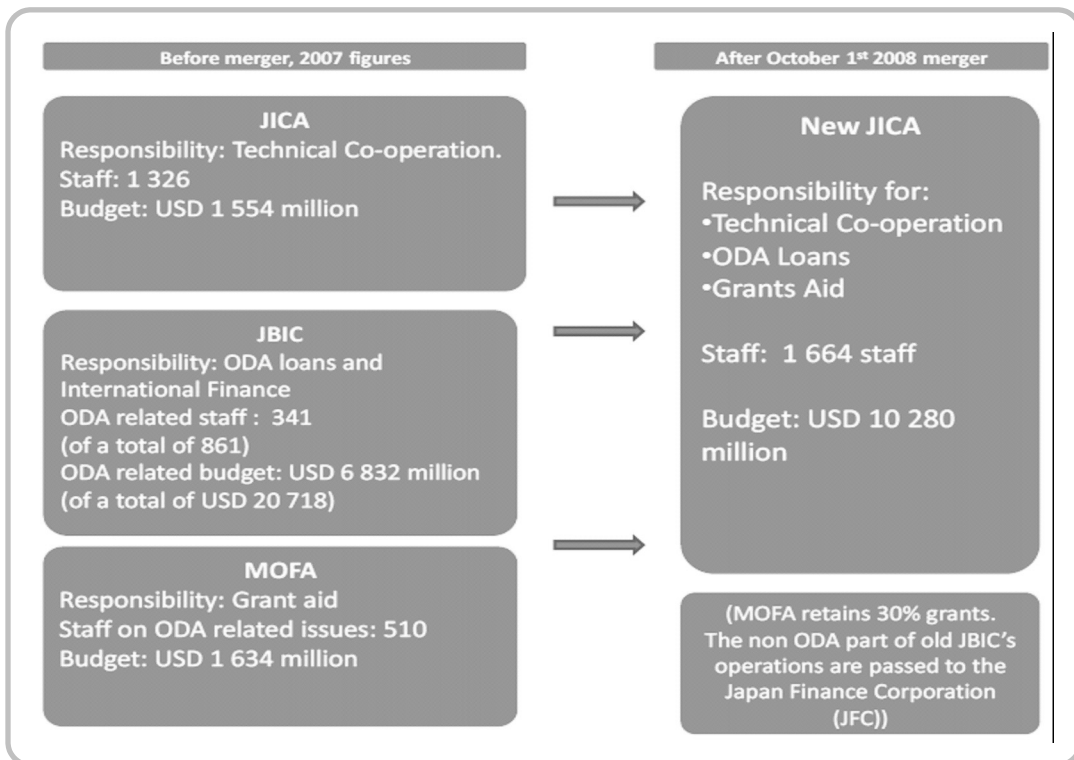 Before merger, 2007 figures
JICA
Responsibility: Technical Co-operation.
Staff: 1 326
Budget: USD 1 554 million
JBIC
Responsibility: ODA loans and
International Finance
ODA related staff : 341
(of a total of 861)
ODA related budget: USD 6 832 million
(of a total of USD 20 718)
MOFA
Responsibility: Grant aid
Staff on ODA related issues: 510
Budget: USD 1 634 million
After October 1st 2008 merger
New JICA
Responsibility for:
•Technical Co-operation
•ODA Loans
•Grants Aid
Staff: 1 664 staff
Budget: USD 10 280
million
(MOFA retains 30% grants.
The non ODA part of old JBIC’s
operations are passed to the
Japan Finance Corporation
(JFC))